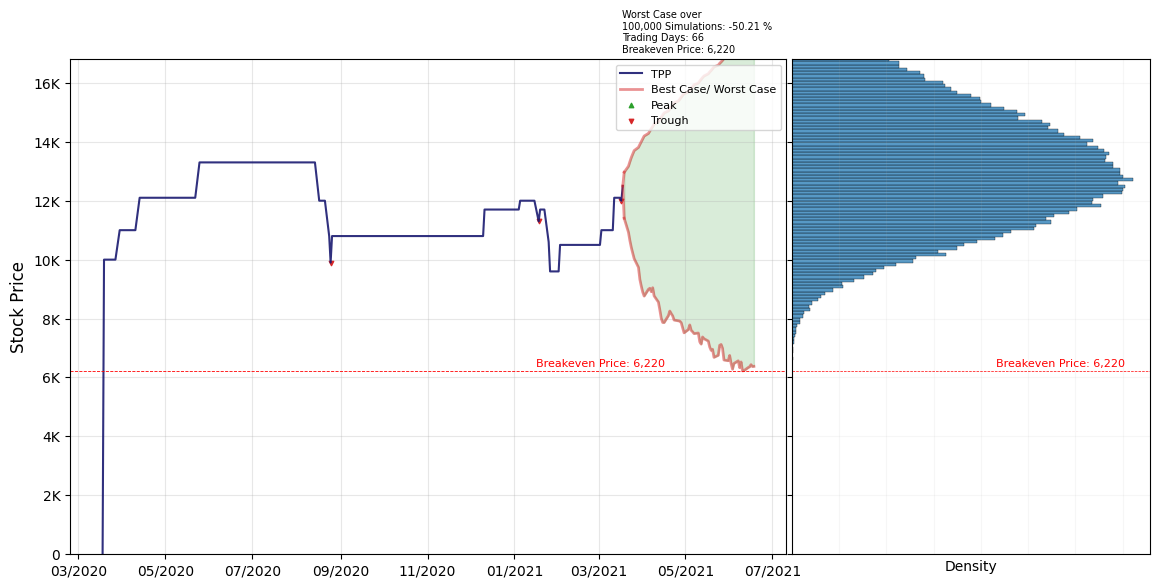 Worst Case over
100,000 Simulations: -50.21 %
Trading Days: 66
Breakeven Price: 6,220
TPP
Best Case/ Worst Case
Peak
Trough
Stock Price
16K
14K
12K
10K
8K
6K
4K
2K
0
Breakeven Price: 6,220
Breakeven Price: 6,220
03/2020
05/2020
07/2020
09/2020
11/2020
01/2021
03/2021
05/2021
07/2021
Density